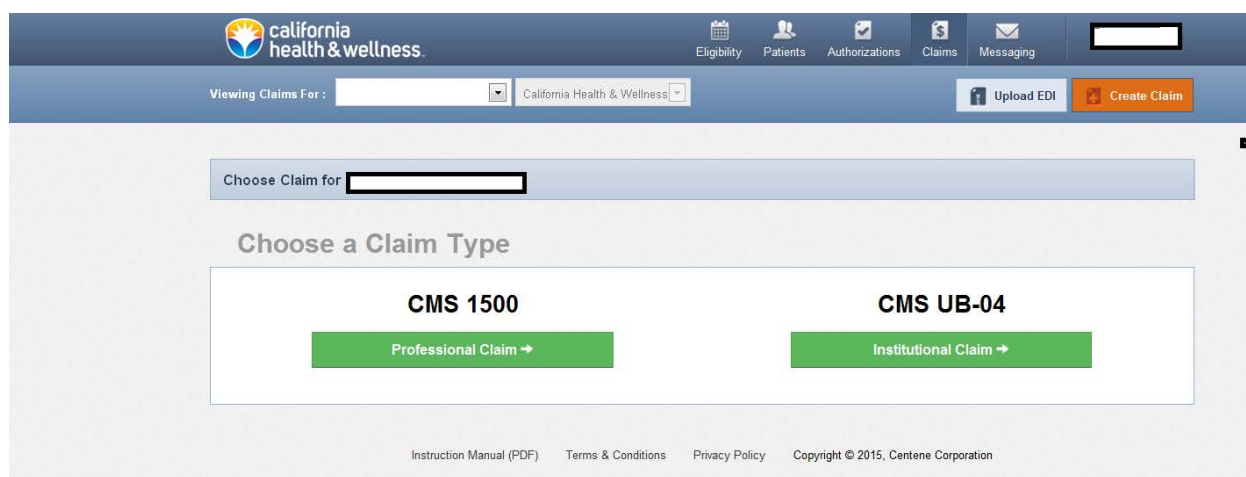 california
health & wellness.
Eligibility Patients Authorizations Claims Messaging
Viewing Claims For : California Health & Wellness Upload EDI Create Claim
Choose Claim for
Choose a Claim Type
CMS 1500 CMS UB-04
Professional Claim ➔ Institutional Claim ➔
Instruction Manual (PDF) Terms & Conditions Privacy Policy Copyright © 2015, Centene Corporation